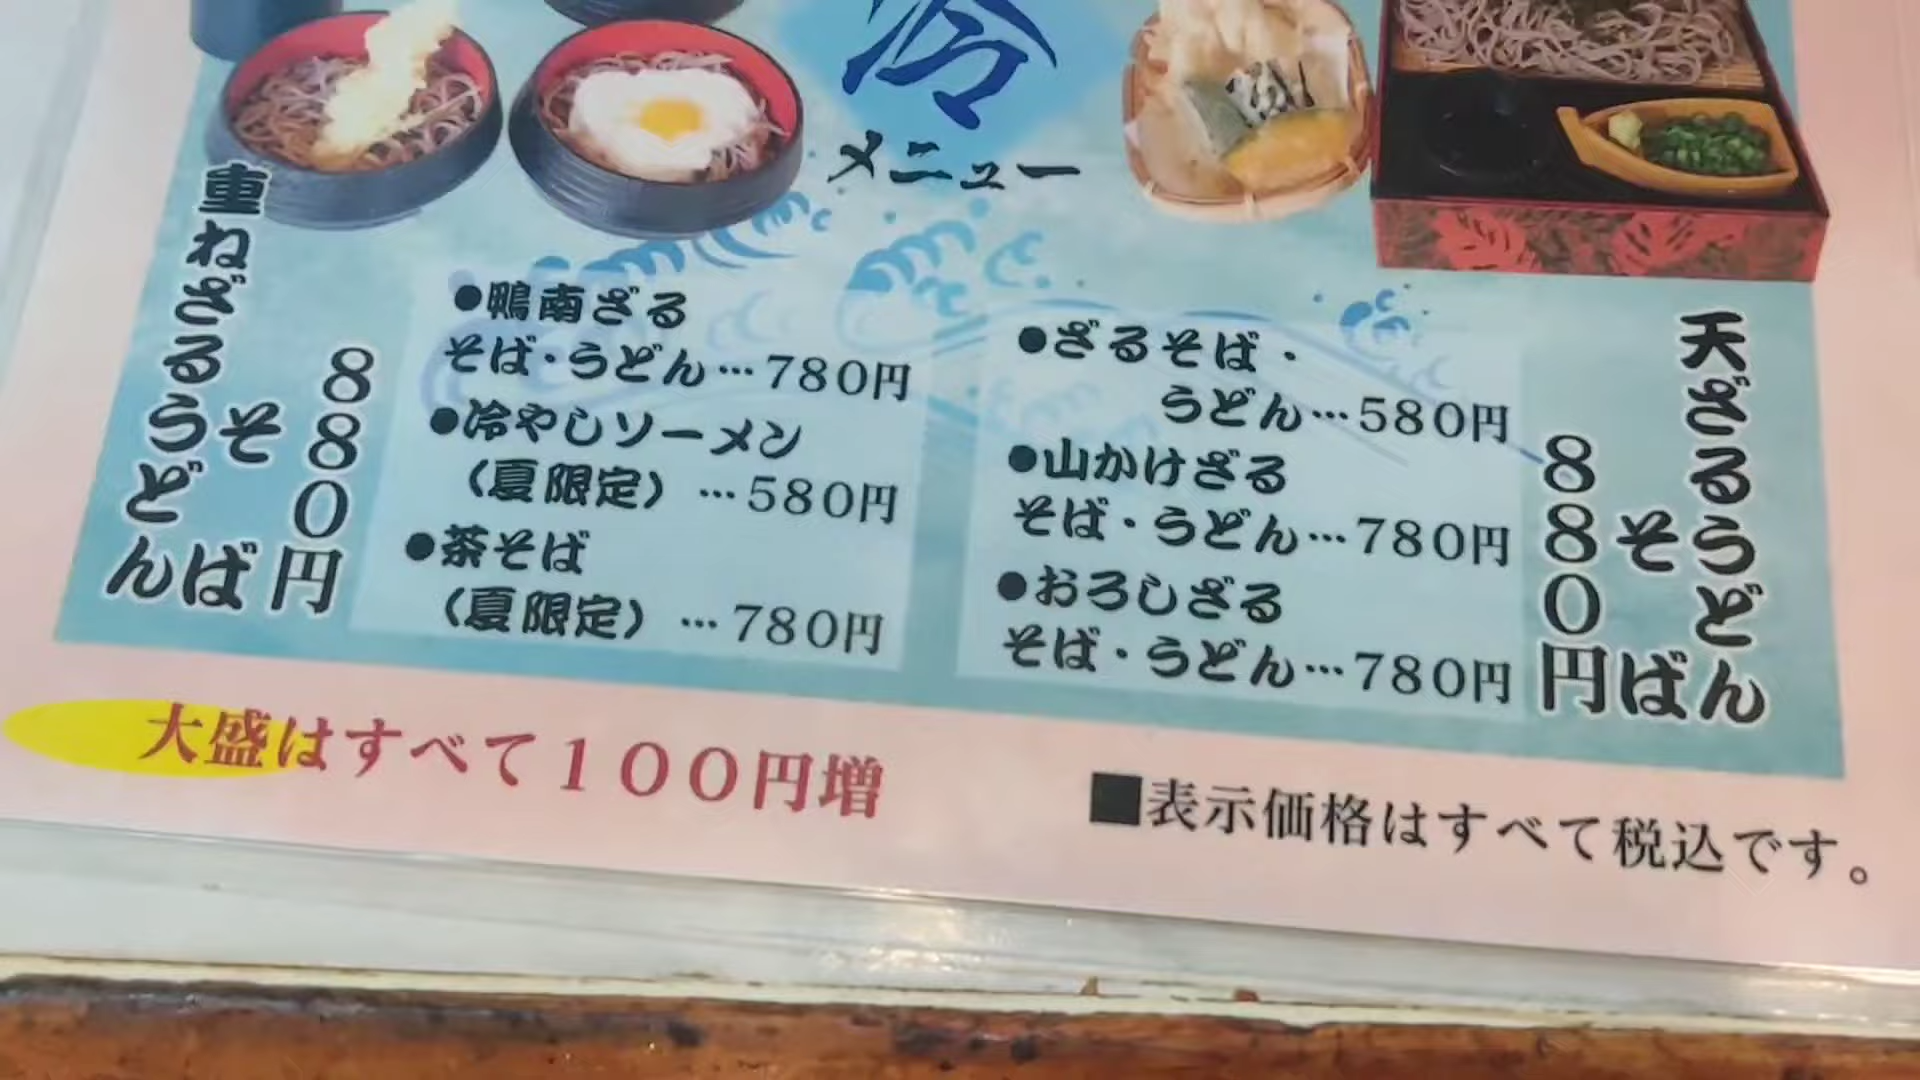 冷
メニュー
重ねざるうどん
そば
880円
●鴨南ざる
そば・うどん…780円
●冷やしソーメン
（夏限定）…580円
●茶そば
（夏限定）…780円
●ざるそば・
うどん…580円
●山かけざる
そば・うどん…780円
●おろしざる
そば・うどん…780円
天ざるうどん
そば
880円
大盛はすべて１００円増
■表示価格はすべて税込です。